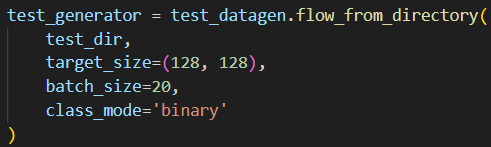 test_generator = test_datagen.flow_from_directory(
    test_dir,
    target_size=(128, 128),
    batch_size=20,
    class_mode='binary'
)